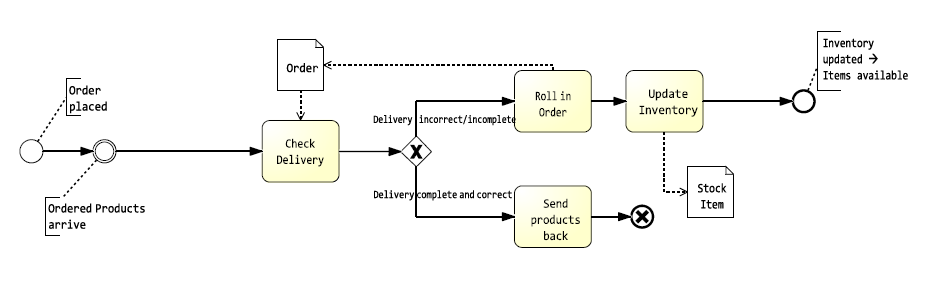 Order
placed
Ordered Products
arrive
Order
Check
Delivery
Delivery incorrect/incomplete
Delivery complete and correct
Roll in
Order
Update
Inventory
Send
products
back
Stock
Item
Inventory
updated →
Items available